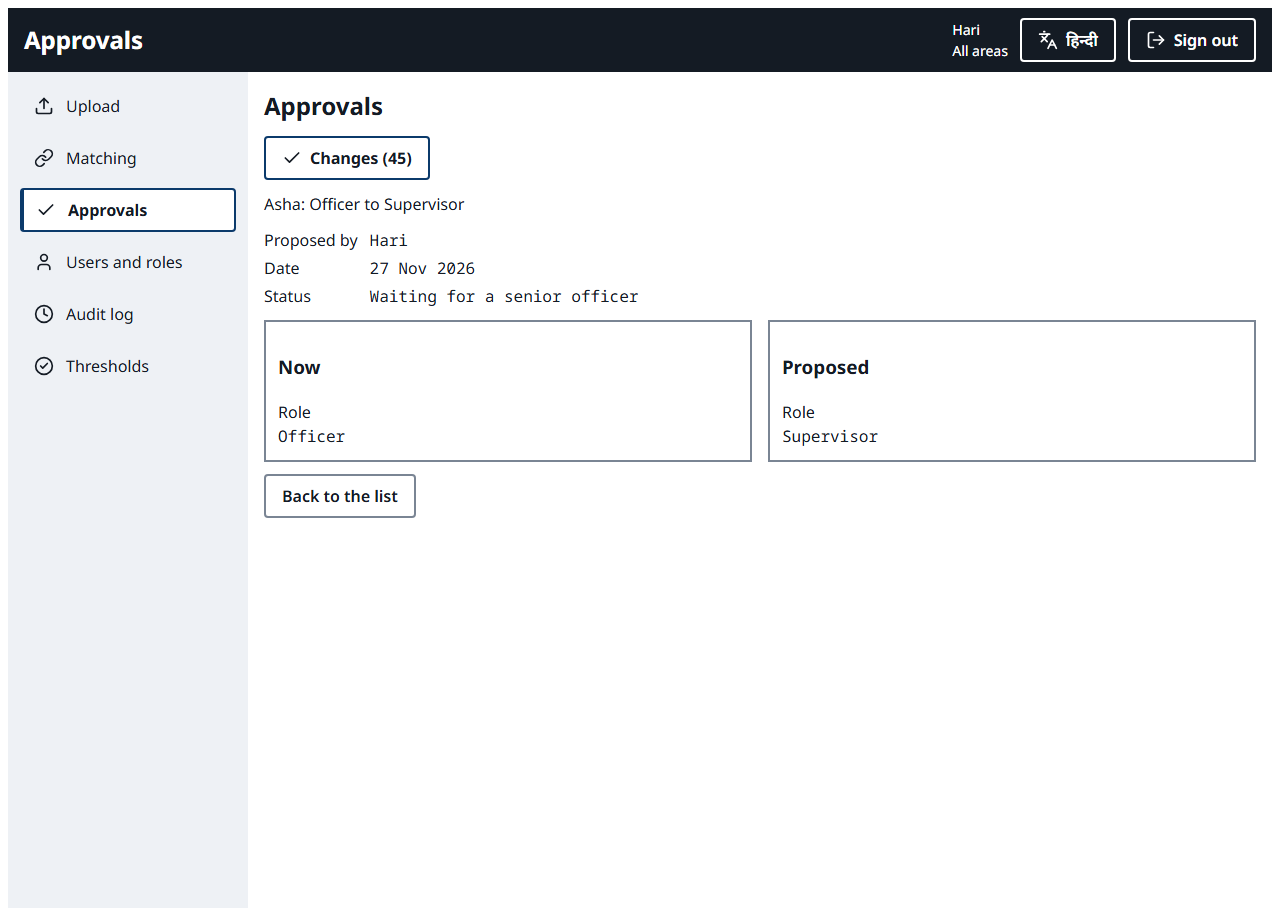 Approvals
Hari
All areas
हिन्दी
Sign out
Upload
Matching
Approvals
Users and roles
Audit log
Thresholds
Approvals
Changes (45)
Asha: Officer to Supervisor
Proposed by Hari
Date 27 Nov 2026
Status Waiting for a senior officer
Now
Role
Officer
Proposed
Role
Supervisor
Back to the list